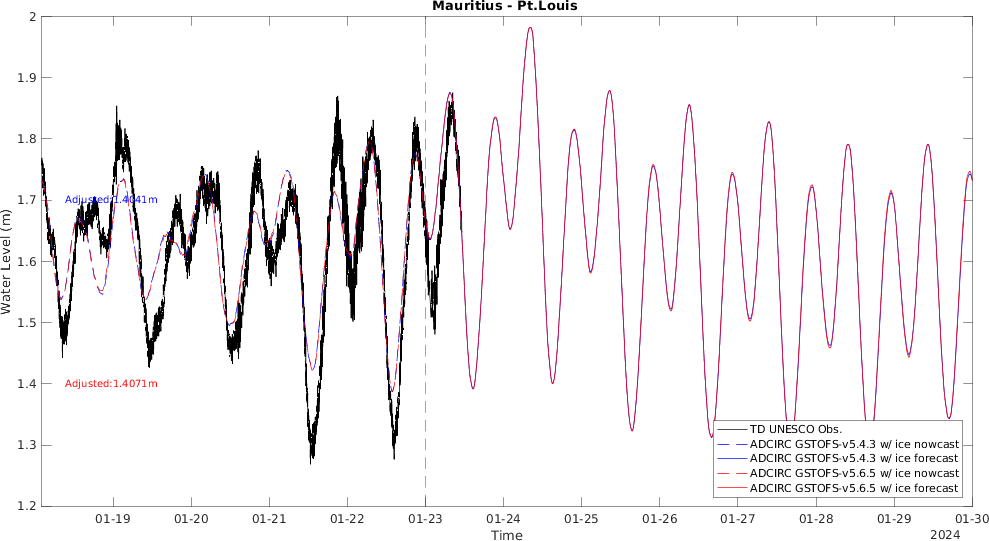 Mauritius - Pt.Louis
Water Level (m)
2
1.9
1.8
1.7
1.6
1.5
1.4
1.3
1.2
Adjusted:1.4041m
Adjusted:1.4071m
TD UNESCO Obs.
ADCIRC GSTOFS-v5.4.3 w/ ice nowcast
ADCIRC GSTOFS-v5.4.3 w/ ice forecast
ADCIRC GSTOFS-v5.6.5 w/ ice nowcast
ADCIRC GSTOFS-v5.6.5 w/ ice forecast
01-19 01-20 01-21 01-22 01-23 01-24 01-25 01-26 01-27 01-28 01-29 01-30
Time
2024